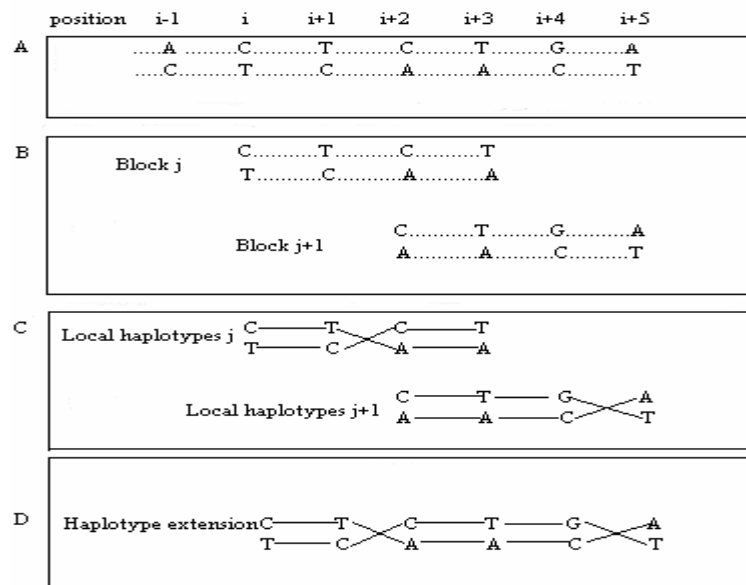 position i-1 i i+1 i+2 i+3 i+4 i+5
A
.....A......C.........T.........C.........T.........G.........A
.....C.........T.........C.........A.........A.........C.........T
B
C.........T.........C.........T
Block j
T.........C.........A.........A
C.........T.........G.........A
Block j+1
A.........A.........C.........T
C
C T C T
Local haplotypes j
T C A A
C T G A
Local haplotypes j+1
A A C T
D
Haplotype extension C T C T G A
T C A A C T